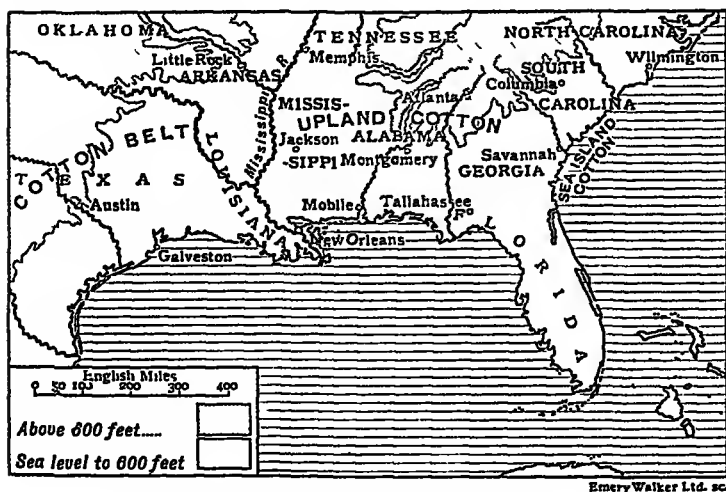 OKLAHOMA
TENNESSEE
NORTH CAROLINA
Little Rock
Memphis
Wilmington
ARKANSAS
SOUTH
Columbia
CAROLINA
Atlanta
Mississippi R.
MISSIS-
UPLAND COTTON
COTTON BELT
Jackson
ALABAMA
-SIPPI
Montgomery
Savannah
GEORGIA
SEA ISLAND
COTTON
LOUISIANA
TEXAS
Austin
Mobile
Tallahassee
FLORIDA
New Orleans
Galveston
English Miles
0 50 100 200 300 400
Above 600 feet.....
Sea level to 600 feet
Emery Walker Ltd. sc.